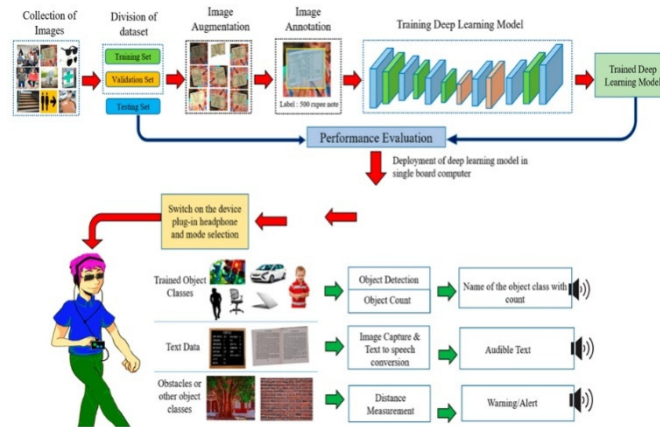 Collection of
Images
Division of
dataset
Image
Augmentation
Image
Annotation
Training Deep Learning Model
Training Set
Validation Set
Testing Set
Label : 500 rupee note
Trained Deep
Learning Model
Performance Evaluation
Deployment of deep learning model in
single board computer
Switch on the device
plug-in headphone
and mode selection
Trained Object
Classes
Object Detection
Object Count
Name of the object class with
count
Text Data
Image Capture &
Text to speech
conversion
Audible Text
Obstacles or
other object
classes
Distance
Measurement
Warning/Alert